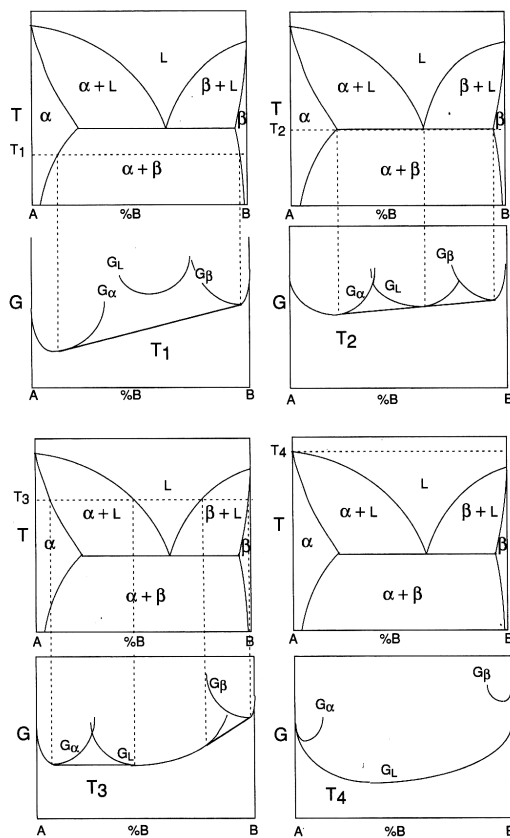 L
α + L
β + L
T
α
β
T1
α + β
A %B B
GL
Gβ
Gα
G
T1
A %B B
L
α + L
β + L
T
α
β
T2
α + β
A %B B
Gβ
Gα GL
G
T2
A %B B
T3
L
α + L
β + L
T
α
β
α + β
A %B B
Gβ
G
Gα
GL
T3
A %B B
T4
L
α + L
β + L
T
α
β
α + β
A %B B
Gβ
Gα
G
GL
T4
A %B B